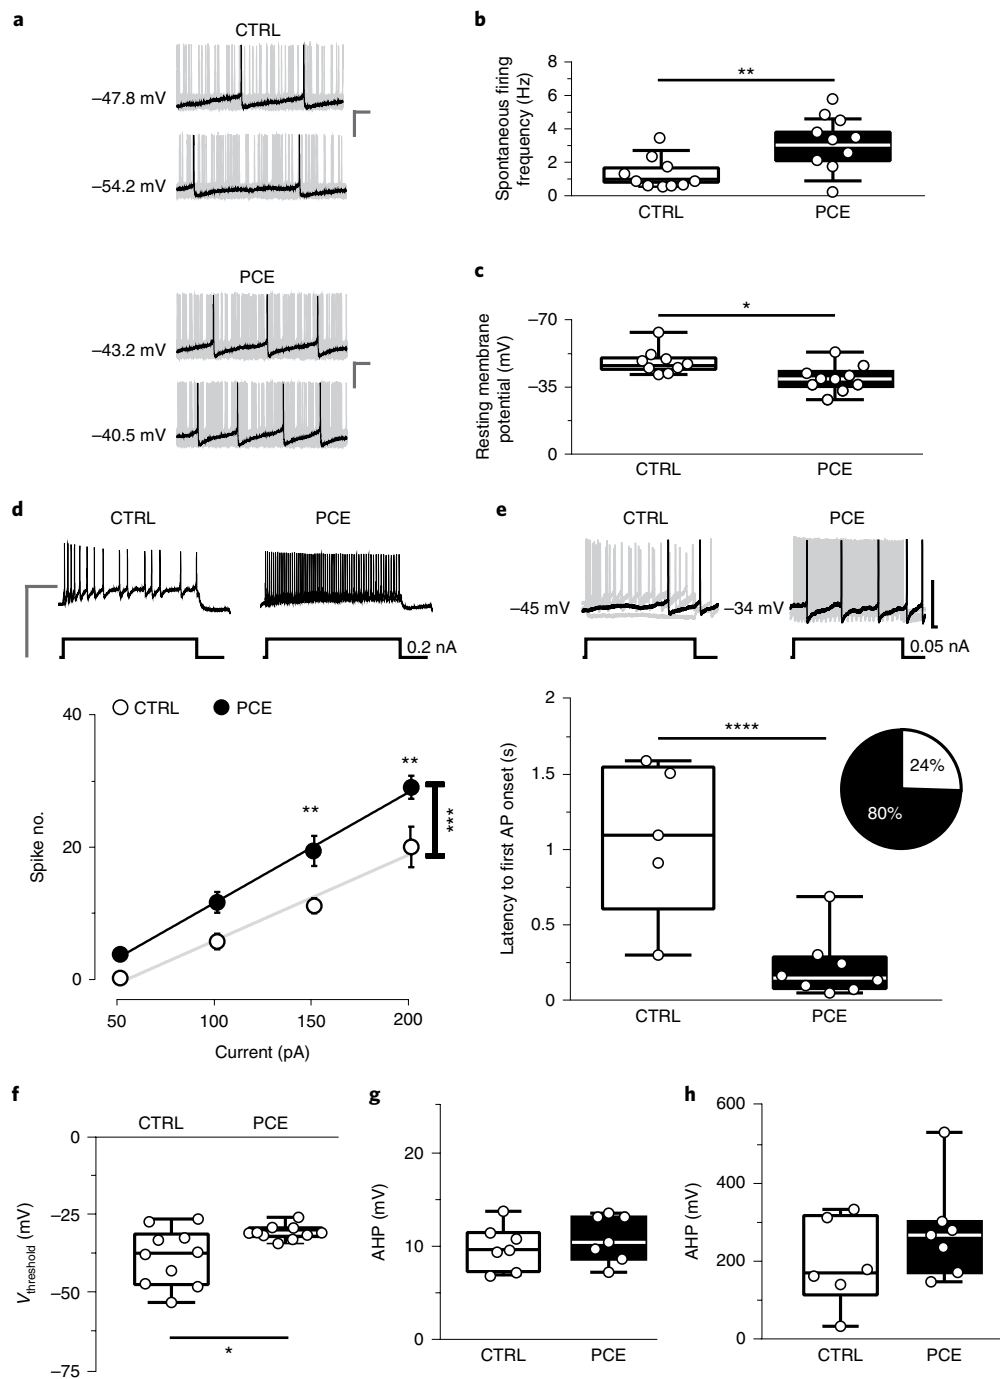 a
CTRL
–47.8 mV
–54.2 mV
PCE
–43.2 mV
–40.5 mV
b
Spontaneous firing
frequency (Hz)
8
6
4
2
0
**
CTRL
PCE
c
Resting membrane
potential (mV)
–70
–35
0
*
CTRL
PCE
d
CTRL
PCE
0.2 nA
CTRL
PCE
Spike no.
40
20
0
**
**
***
50
100
150
200
Current (pA)
e
CTRL
PCE
–45 mV
–34 mV
0.05 nA
Latency to first AP onset (s)
2
1.5
1
0.5
0
****
24%
80%
CTRL
PCE
f
CTRL
PCE
Vthreshold (mV)
0
–25
–50
–75
*
g
AHP (mV)
20
10
0
CTRL
PCE
h
AHP (mV)
600
400
200
0
CTRL
PCE